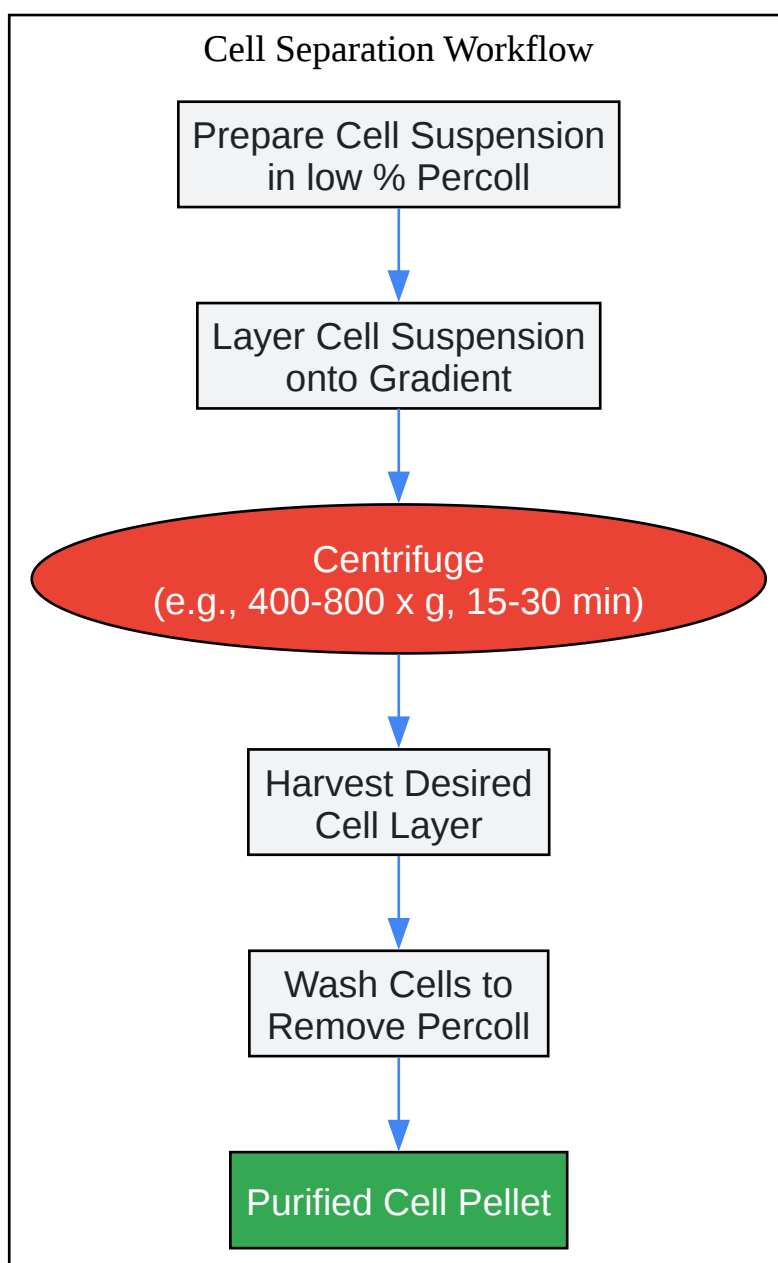 Cell Separation Workflow
Prepare Cell Suspension
in low % Percoll
Layer Cell Suspension
onto Gradient
Centrifuge
(e.g., 400-800 x g, 15-30 min)
Harvest Desired
Cell Layer
Wash Cells to
Remove Percoll
Purified Cell Pellet